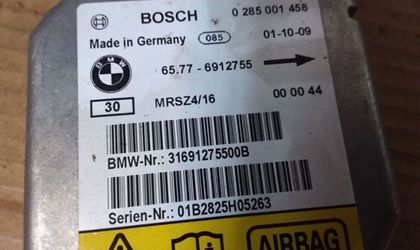 BOSCH 0 285 001 458
Made in Germany 085 01-10-09
BMW 65.77 - 6912755
30 MRSZ4/16 00 00 44
BMW-Nr.: 31691275500B
Serien-Nr.: 01B2825H05263
AIRBAG